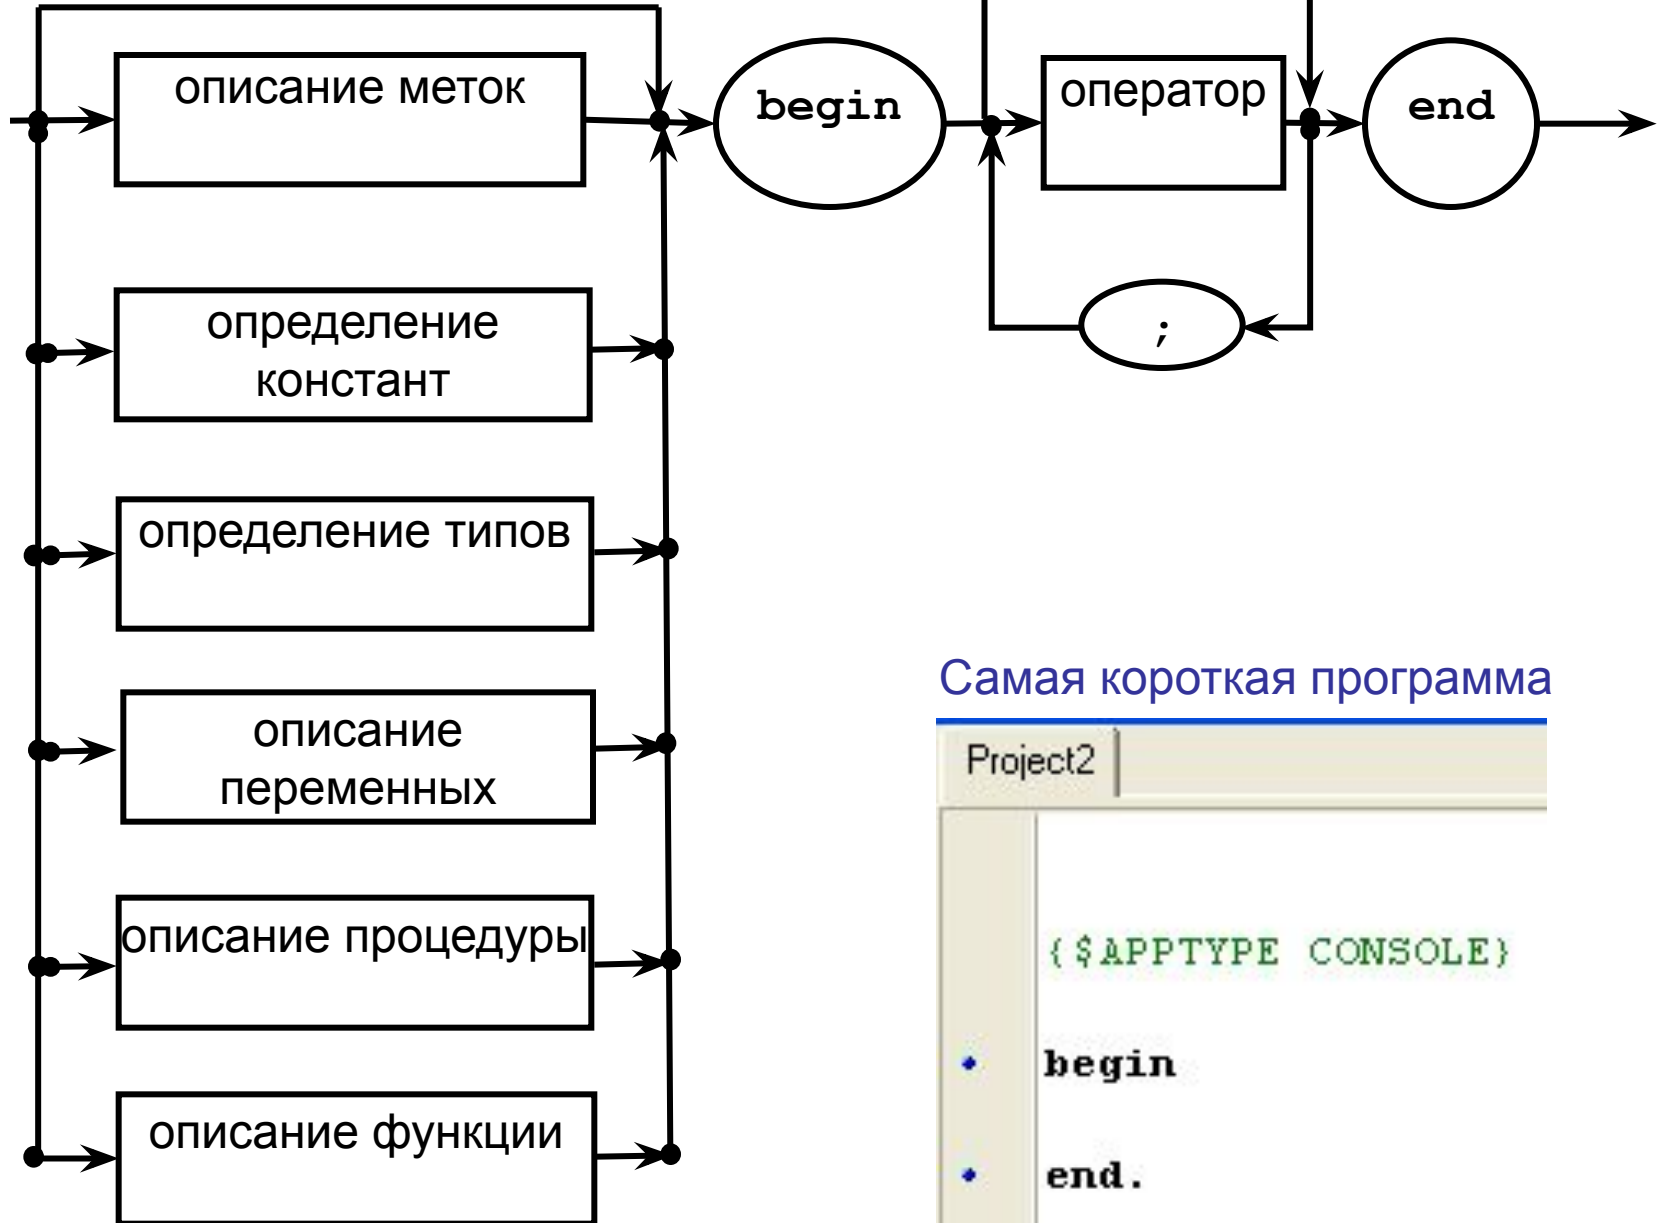 описание меток
begin
оператор
end
;
определение
констант
определение типов
описание
переменных
описание процедуры
описание функции
Самая короткая программа
Project2
{$APPTYPE CONSOLE}
begin
end.